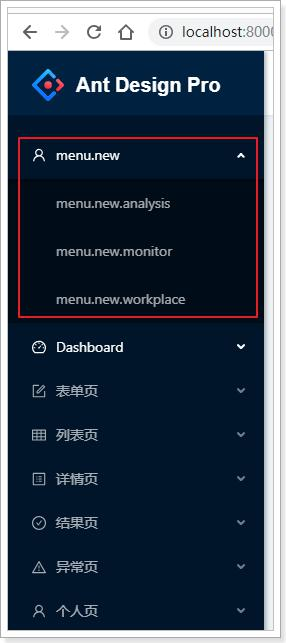 localhost:8000
Ant Design Pro
menu.new
menu.new.analysis
menu.new.monitor
menu.new.workplace
Dashboard
表单页
列表页
详情页
结果页
异常页
个人页